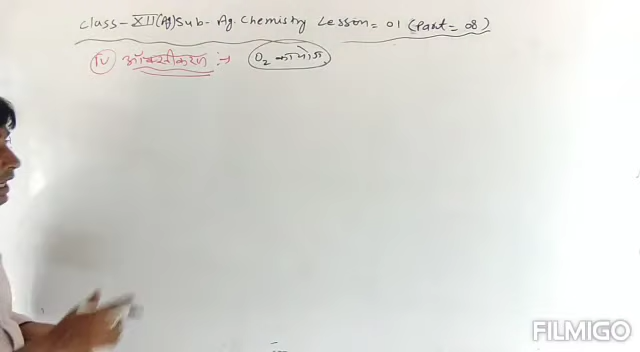 Class - XII(Ag) Sub- Ag. Chemistry Lesson = 01 (Part = 08)
(iv) ऑक्सीकरण :→ O₂ का योग
FILMIGO